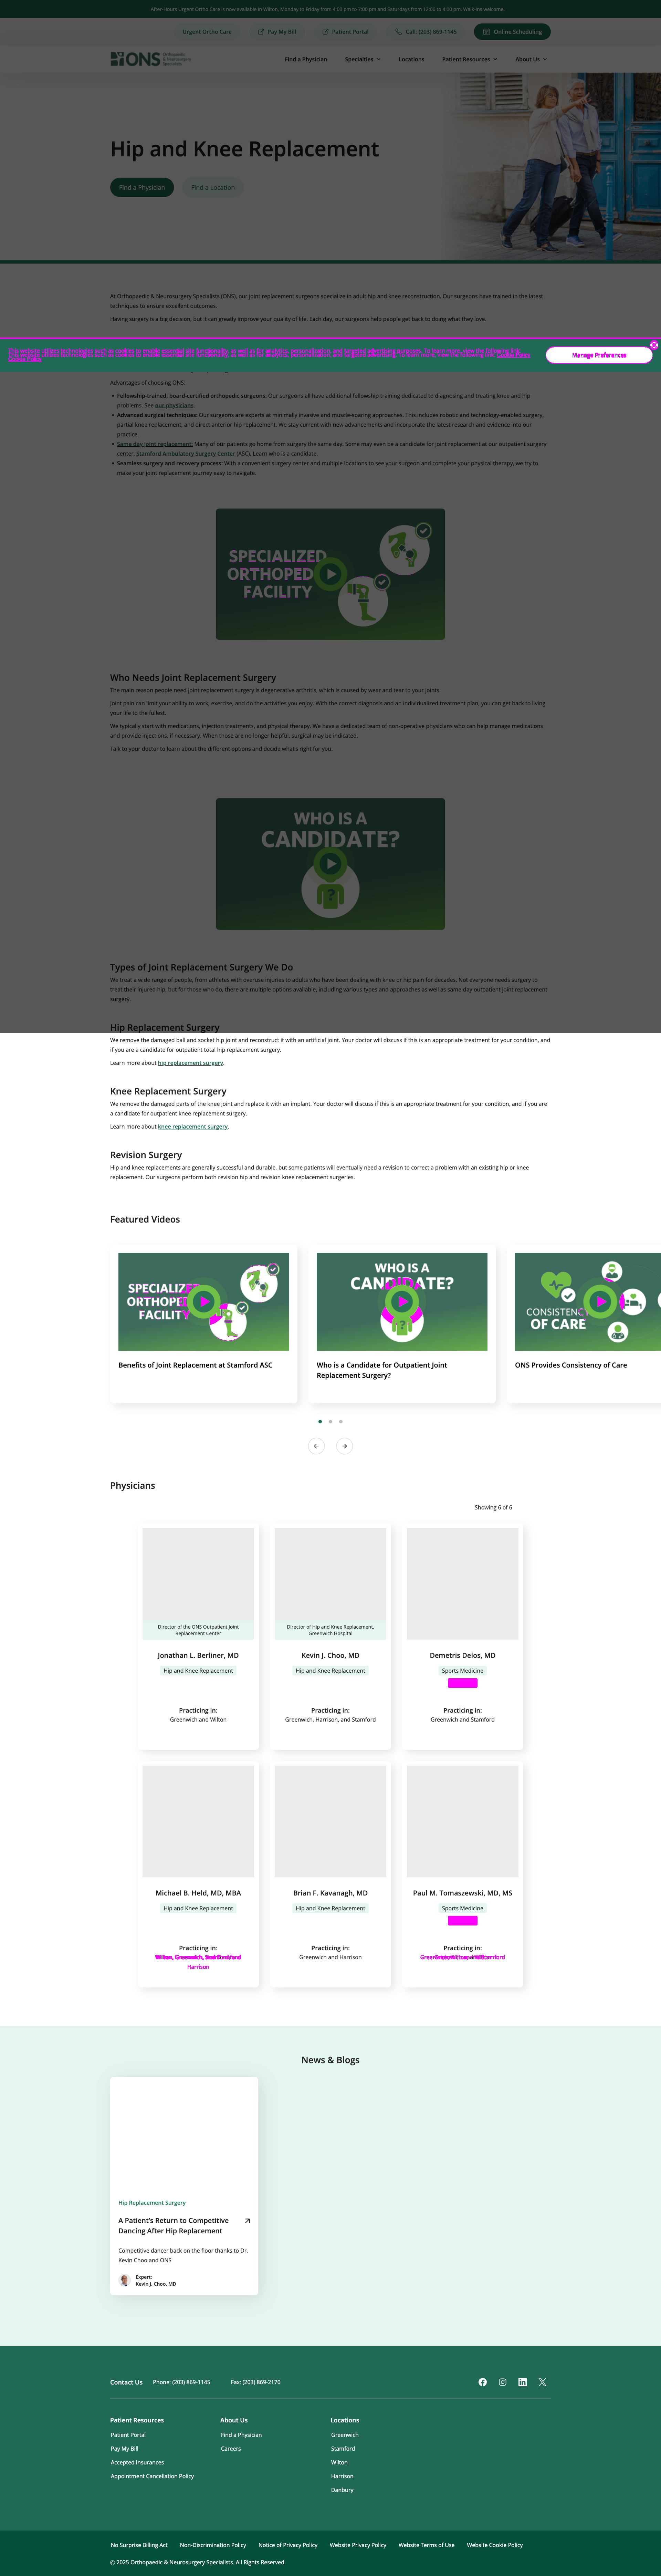 After-Hours Urgent Ortho Care is now available in Wilton, Monday to Friday from 4:00 pm to 7:00 pm and Saturdays from 12:00 to 4:00 pm. Walk-ins welcome.
Urgent Ortho Care
Pay My Bill
Patient Portal
Call: (203) 869-1145
Online Scheduling
ONS Orthopaedic & Neurosurgery Specialists
Find a Physician
Specialties
Locations
Patient Resources
About Us
Hip and Knee Replacement
Find a Physician
Find a Location
At Orthopaedic & Neurosurgery Specialists (ONS), our joint replacement surgeons specialize in adult hip and knee reconstruction. Our surgeons have trained in the latest
techniques to ensure excellent outcomes.
Having surgery is a big decision, but it can greatly improve your quality of life. Each day, our surgeons help people get back to doing what they love.
Manage Preferences
Advantages of choosing ONS:
Fellowship-trained, board-certified orthopedic surgeons: Our surgeons all have additional fellowship training dedicated to diagnosing and treating knee and hip
problems. See our physicians.
Advanced surgical techniques: Our surgeons are experts at minimally invasive and muscle-sparing approaches. This includes robotic and technology-enabled surgery,
partial knee replacement, and direct anterior hip replacement. We stay current with new advancements and incorporate the latest research and evidence into our
practice.
Same day joint replacement: Many of our patients go home from surgery the same day. Some may even be a candidate for joint replacement at our outpatient surgery
center, Stamford Ambulatory Surgery Center (ASC). Learn who is a candidate.
Seamless surgery and recovery process: With a convenient surgery center and multiple locations to see your surgeon and complete your physical therapy, we try to
make your joint replacement journey easy to navigate.
SPECIALIZED
ORTHOPED
FACILITY
Who Needs Joint Replacement Surgery
The main reason people need joint replacement surgery is degenerative arthritis, which is caused by wear and tear to your joints.
Joint pain can limit your ability to work, exercise, and do the activities you enjoy. With the correct diagnosis and an individualized treatment plan, you can get back to living
your life to the fullest.
We typically start with medications, injection treatments, and physical therapy. We have a dedicated team of non-operative physicians who can help manage medications
and provide injections, if necessary. When those are no longer helpful, surgical may be indicated.
Talk to your doctor to learn about the different options and decide what's right for you.
WHO IS A
CANDIDATE?
Types of Joint Replacement Surgery We Do
We treat a wide range of people, from athletes with overuse injuries to adults who have been dealing with knee or hip pain for decades. Not everyone needs surgery to
treat their injured hip, but for those who do, there are multiple options available, including various types and approaches as well as same-day outpatient joint replacement
surgery.
Hip Replacement Surgery
We remove the damaged ball and socket hip joint and reconstruct it with an artificial joint. Your doctor will discuss if this is an appropriate treatment for your condition, and
if you are a candidate for outpatient total hip replacement surgery.
Learn more about hip replacement surgery.
Knee Replacement Surgery
We remove the damaged parts of the knee joint and replace it with an implant. Your doctor will discuss if this is an appropriate treatment for your condition, and if you are
a candidate for outpatient knee replacement surgery.
Learn more about knee replacement surgery.
Revision Surgery
Hip and knee replacements are generally successful and durable, but some patients will eventually need a revision to correct a problem with an existing hip or knee
replacement. Our surgeons perform both revision hip and revision knee replacement surgeries.
Featured Videos
SPECIALIZ
ORTHOPE
FACILITY
WHO IS A
CANDIDATE?
CONSISTENCY
OF CARE
Benefits of Joint Replacement at Stamford ASC
Who is a Candidate for Outpatient Joint
Replacement Surgery?
ONS Provides Consistency of Care
Physicians
Showing 6 of 6
Director of the ONS Outpatient Joint
Replacement Center
Jonathan L. Berliner, MD
Hip and Knee Replacement
Practicing in:
Greenwich and Wilton
Director of Hip and Knee Replacement,
Greenwich Hospital
Kevin J. Choo, MD
Hip and Knee Replacement
Practicing in:
Greenwich, Harrison, and Stamford
Demetris Delos, MD
Sports Medicine
Practicing in:
Greenwich and Stamford
Michael B. Held, MD, MBA
Hip and Knee Replacement
Practicing in:
Harrison
Brian F. Kavanagh, MD
Hip and Knee Replacement
Practicing in:
Greenwich and Harrison
Paul M. Tomaszewski, MD, MS
Sports Medicine
Practicing in:
News & Blogs
Hip Replacement Surgery
A Patient's Return to Competitive
Dancing After Hip Replacement
Competitive dancer back on the floor thanks to Dr.
Kevin Choo and ONS
Expert:
Kevin J. Choo, MD
Contact Us
Phone: (203) 869-1145
Fax: (203) 869-2170
Patient Resources
Patient Portal
Pay My Bill
Accepted Insurances
Appointment Cancellation Policy
About Us
Find a Physician
Careers
Locations
Greenwich
Stamford
Wilton
Harrison
Danbury
No Surprise Billing Act
Non-Discrimination Policy
Notice of Privacy Policy
Website Privacy Policy
Website Terms of Use
Website Cookie Policy
© 2025 Orthopaedic & Neurosurgery Specialists. All Rights Reserved.